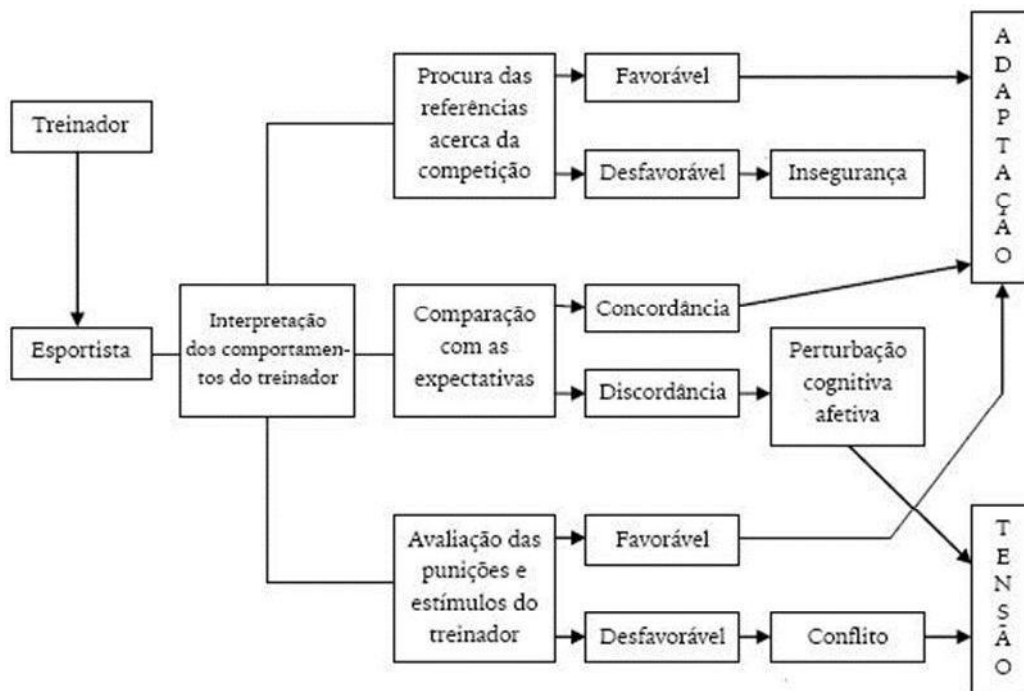 Treinador
Esportista
Interpretação
dos comportamen-
tos do treinador
Procura das
referências
acerca da
competição
Favorável
Desfavorável
Insegurança
Comparação
com as
expectativas
Concordância
Discordância
Perturbação
cognitiva
afetiva
Avaliação das
punições e
estímulos do
treinador
Favorável
Desfavorável
Conflito
A
D
A
P
T
A
Ç
Ã
O
T
E
N
S
Ã
O